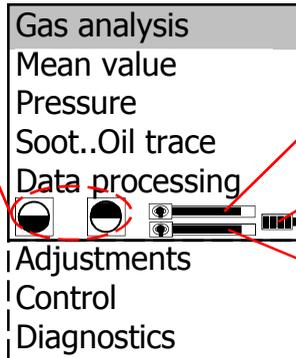 Gas analysis
Mean value
Pressure
Soot..Oil trace
Data processing
Adjustments
Control
Diagnostics